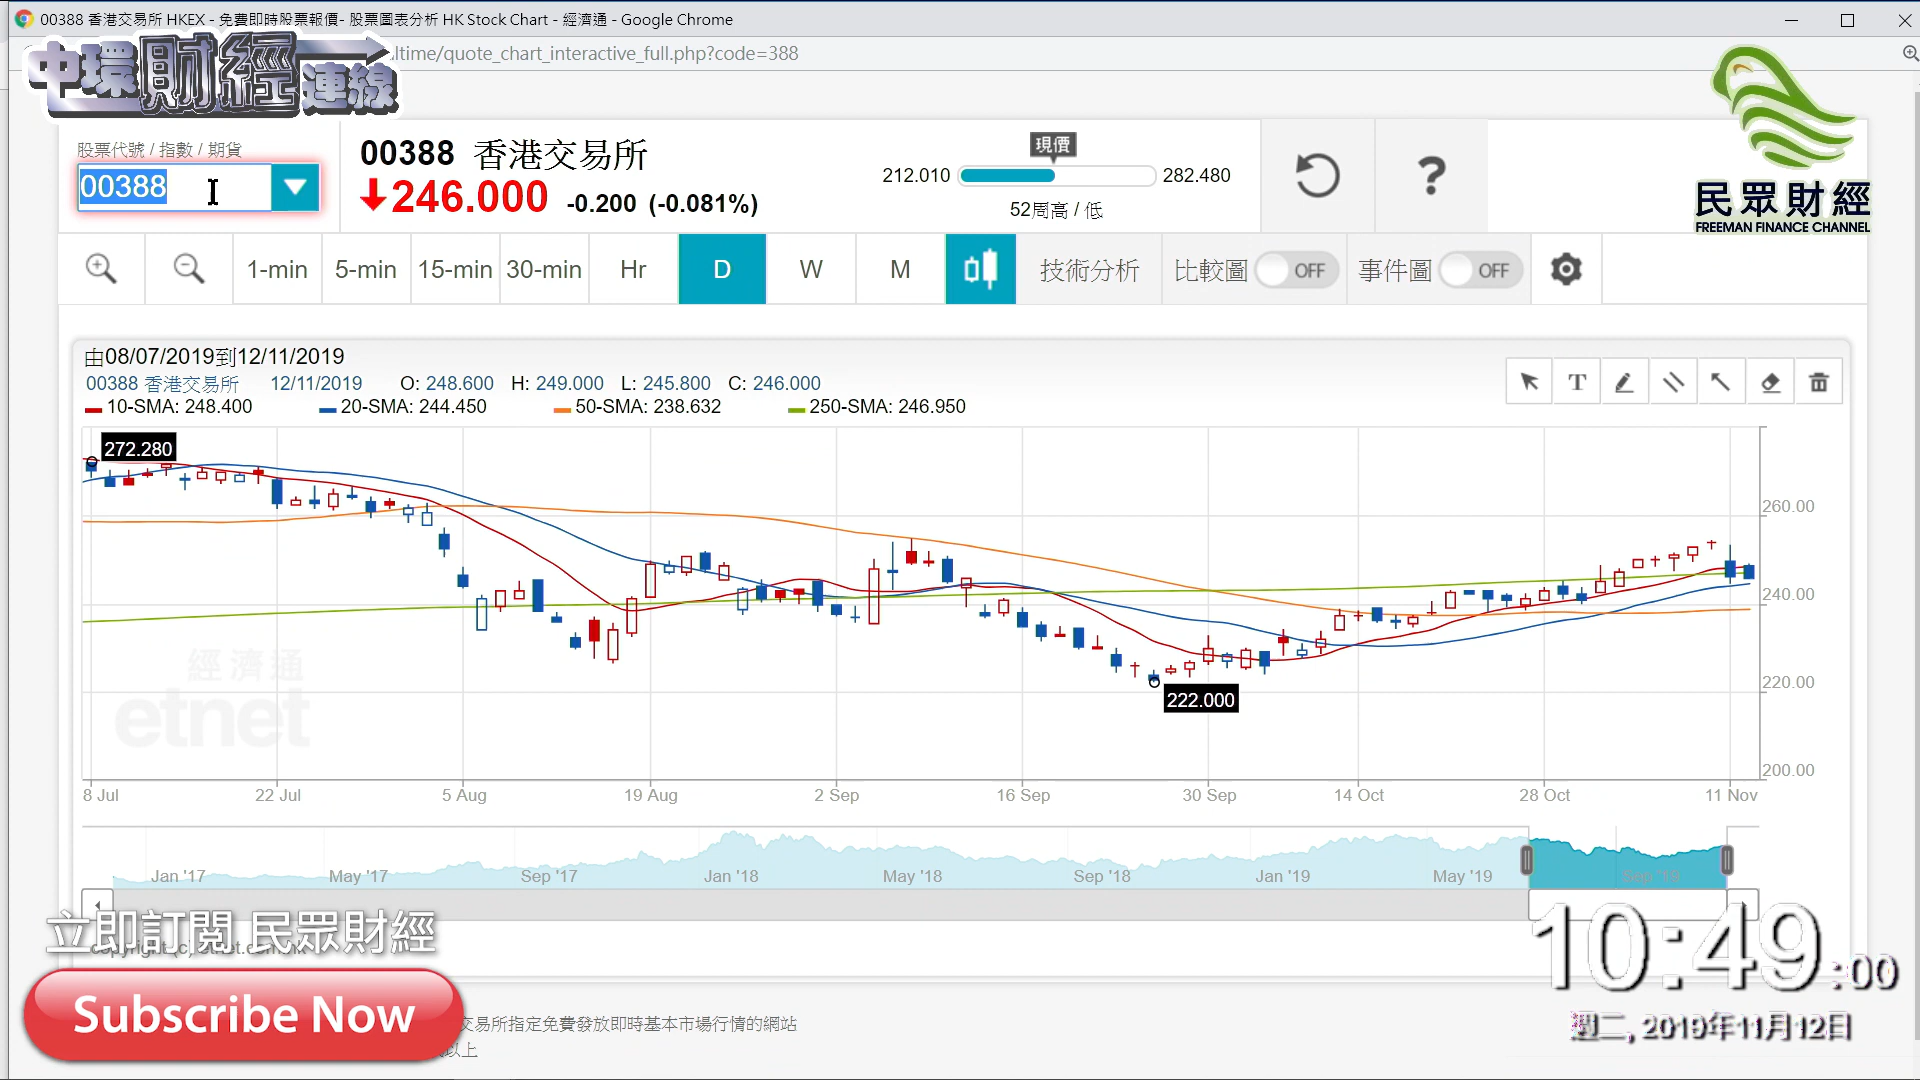 00388 香港交易所 HKEX - 免費即時股票報價- 股票圖表分析 HK Stock Chart - 經濟通 - Google Chrome
ltime/quote_chart_interactive_full.php?code=388
中環財經連線
民眾財經
FREEMAN FINANCE CHANNEL
股票代號 / 指數 / 期貨
00388
00388 香港交易所
246.000 -0.200 (-0.081%)
現價
212.010 282.480
52周高 / 低
?
1-min 5-min 15-min 30-min Hr D W M 技術分析 比較圖 OFF 事件圖 OFF
由08/07/2019到12/11/2019
00388 香港交易所 12/11/2019 O: 248.600 H: 249.000 L: 245.800 C: 246.000
10-SMA: 248.400 20-SMA: 244.450 50-SMA: 238.632 250-SMA: 246.950
T
272.280
260.00
240.00
222.000
220.00
200.00
經濟通
etnet
8 Jul 22 Jul 5 Aug 19 Aug 2 Sep 16 Sep 30 Sep 14 Oct 28 Oct 11 Nov
Jan '17 May '17 Sep '17 Jan '18 May '18 Sep '18 Jan '19 May '19 Sep '19
立即訂閱 民眾財經
copyright (c) etnet.com.hk
Subscribe Now
交易所指定免費發放即時基本市場行情的網站
以上
10:49:00
週二, 2019年11月12日